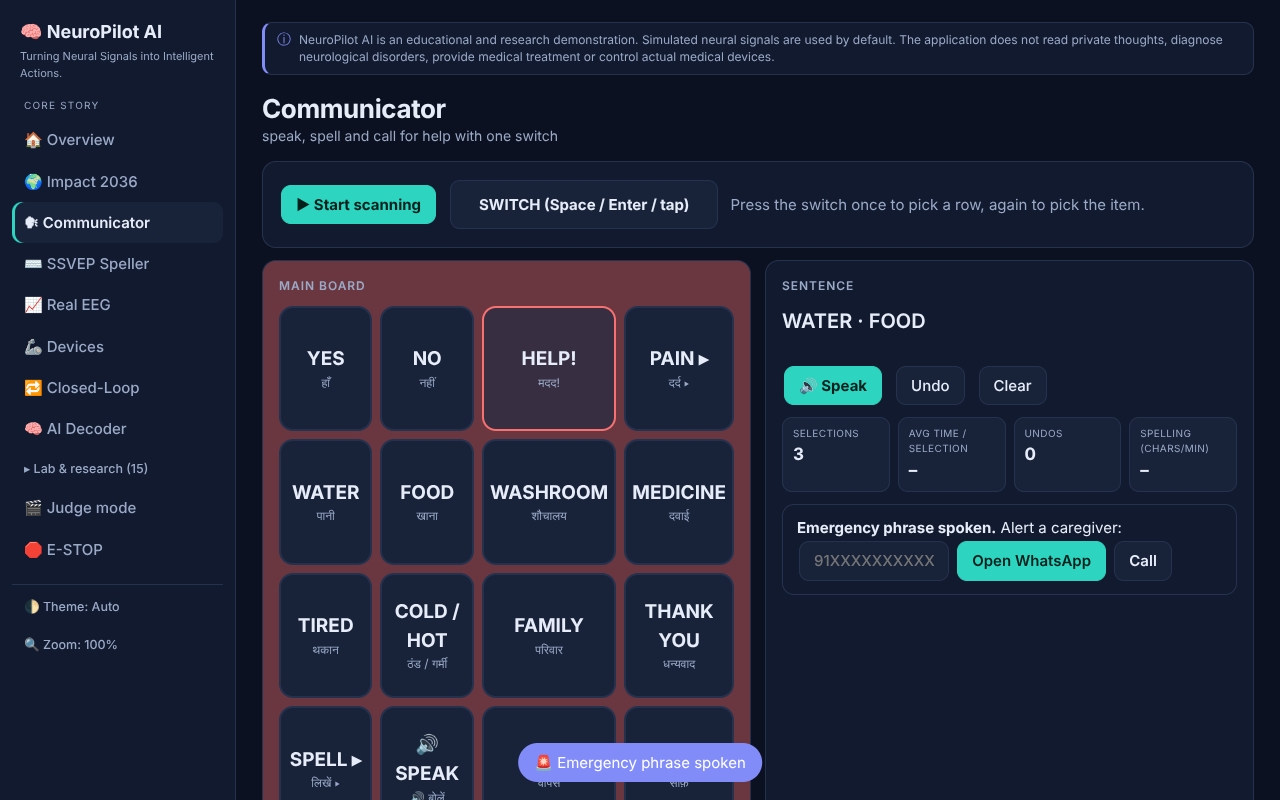 🧠 NeuroPilot AI
Turning Neural Signals into Intelligent
Actions.
CORE STORY
🏠 Overview
🌍 Impact 2036
🗣 Communicator
⌨️ SSVEP Speller
📈 Real EEG
🦾 Devices
🔁 Closed-Loop
🧠 AI Decoder
▸ Lab & research (15)
🎬 Judge mode
🛑 E-STOP
🌓 Theme: Auto
🔍 Zoom: 100%
ⓘ NeuroPilot AI is an educational and research demonstration. Simulated neural signals are used by default. The application does not read private thoughts, diagnose
neurological disorders, provide medical treatment or control actual medical devices.
Communicator
speak, spell and call for help with one switch
▶ Start scanning
SWITCH (Space / Enter / tap)
Press the switch once to pick a row, again to pick the item.
MAIN BOARD
YES
हाँ
NO
नहीं
HELP!
मदद!
PAIN ▸
दर्द ▸
WATER
पानी
FOOD
खाना
WASHROOM
शौचालय
MEDICINE
दवाई
TIRED
थकान
COLD /
HOT
ठंड / गर्मी
FAMILY
परिवार
THANK
YOU
धन्यवाद
SPELL ▸
लिखें ▸
🔊
SPEAK
🔊 बोलें
SENTENCE
WATER · FOOD
🔊 Speak
Undo
Clear
SELECTIONS
3
AVG TIME /
SELECTION
–
UNDOS
0
SPELLING
(CHARS/MIN)
–
Emergency phrase spoken. Alert a caregiver:
91XXXXXXXXXX
Open WhatsApp
Call
🚨 Emergency phrase spoken